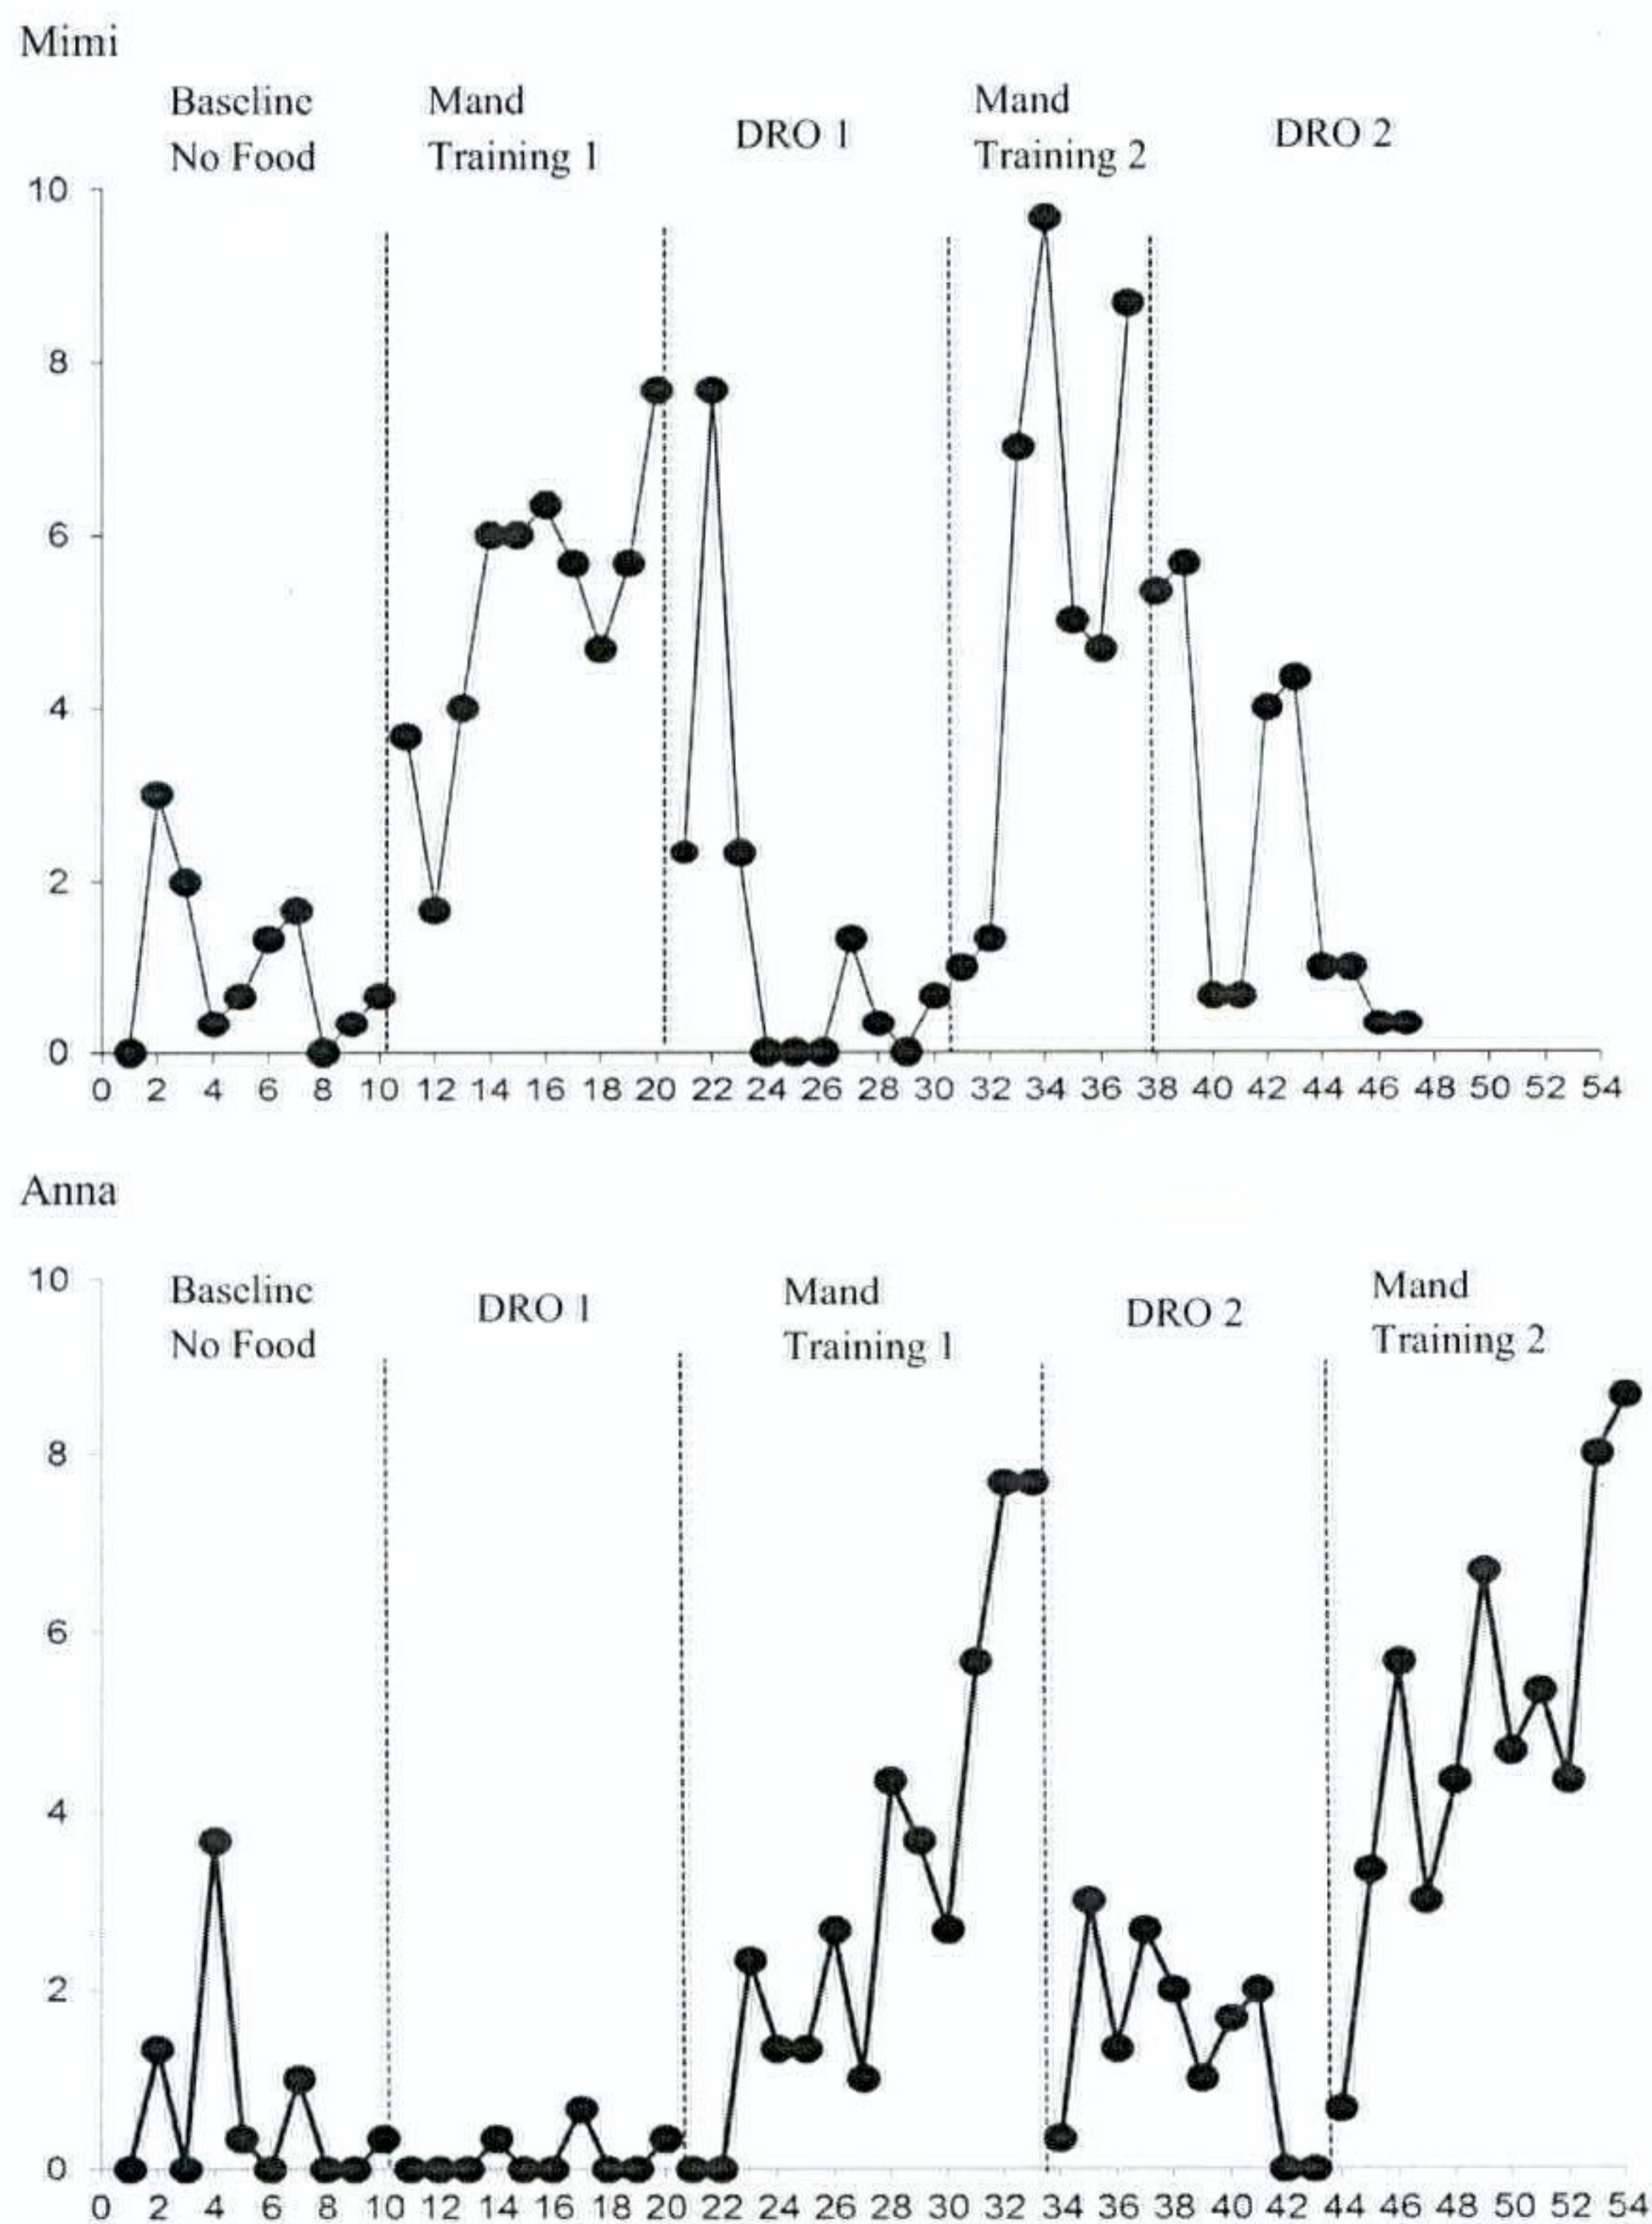 Mimi
Baseline
No Food
Mand
Training 1
DRO 1
Mand
Training 2
DRO 2
10
8
6
4
2
0
0 2 4 6 8 10 12 14 16 18 20 22 24 26 28 30 32 34 36 38 40 42 44 46 48 50 52 54
Anna
Baseline
No Food
DRO 1
Mand
Training 1
DRO 2
Mand
Training 2
10
8
6
4
2
0
0 2 4 6 8 10 12 14 16 18 20 22 24 26 28 30 32 34 36 38 40 42 44 46 48 50 52 54